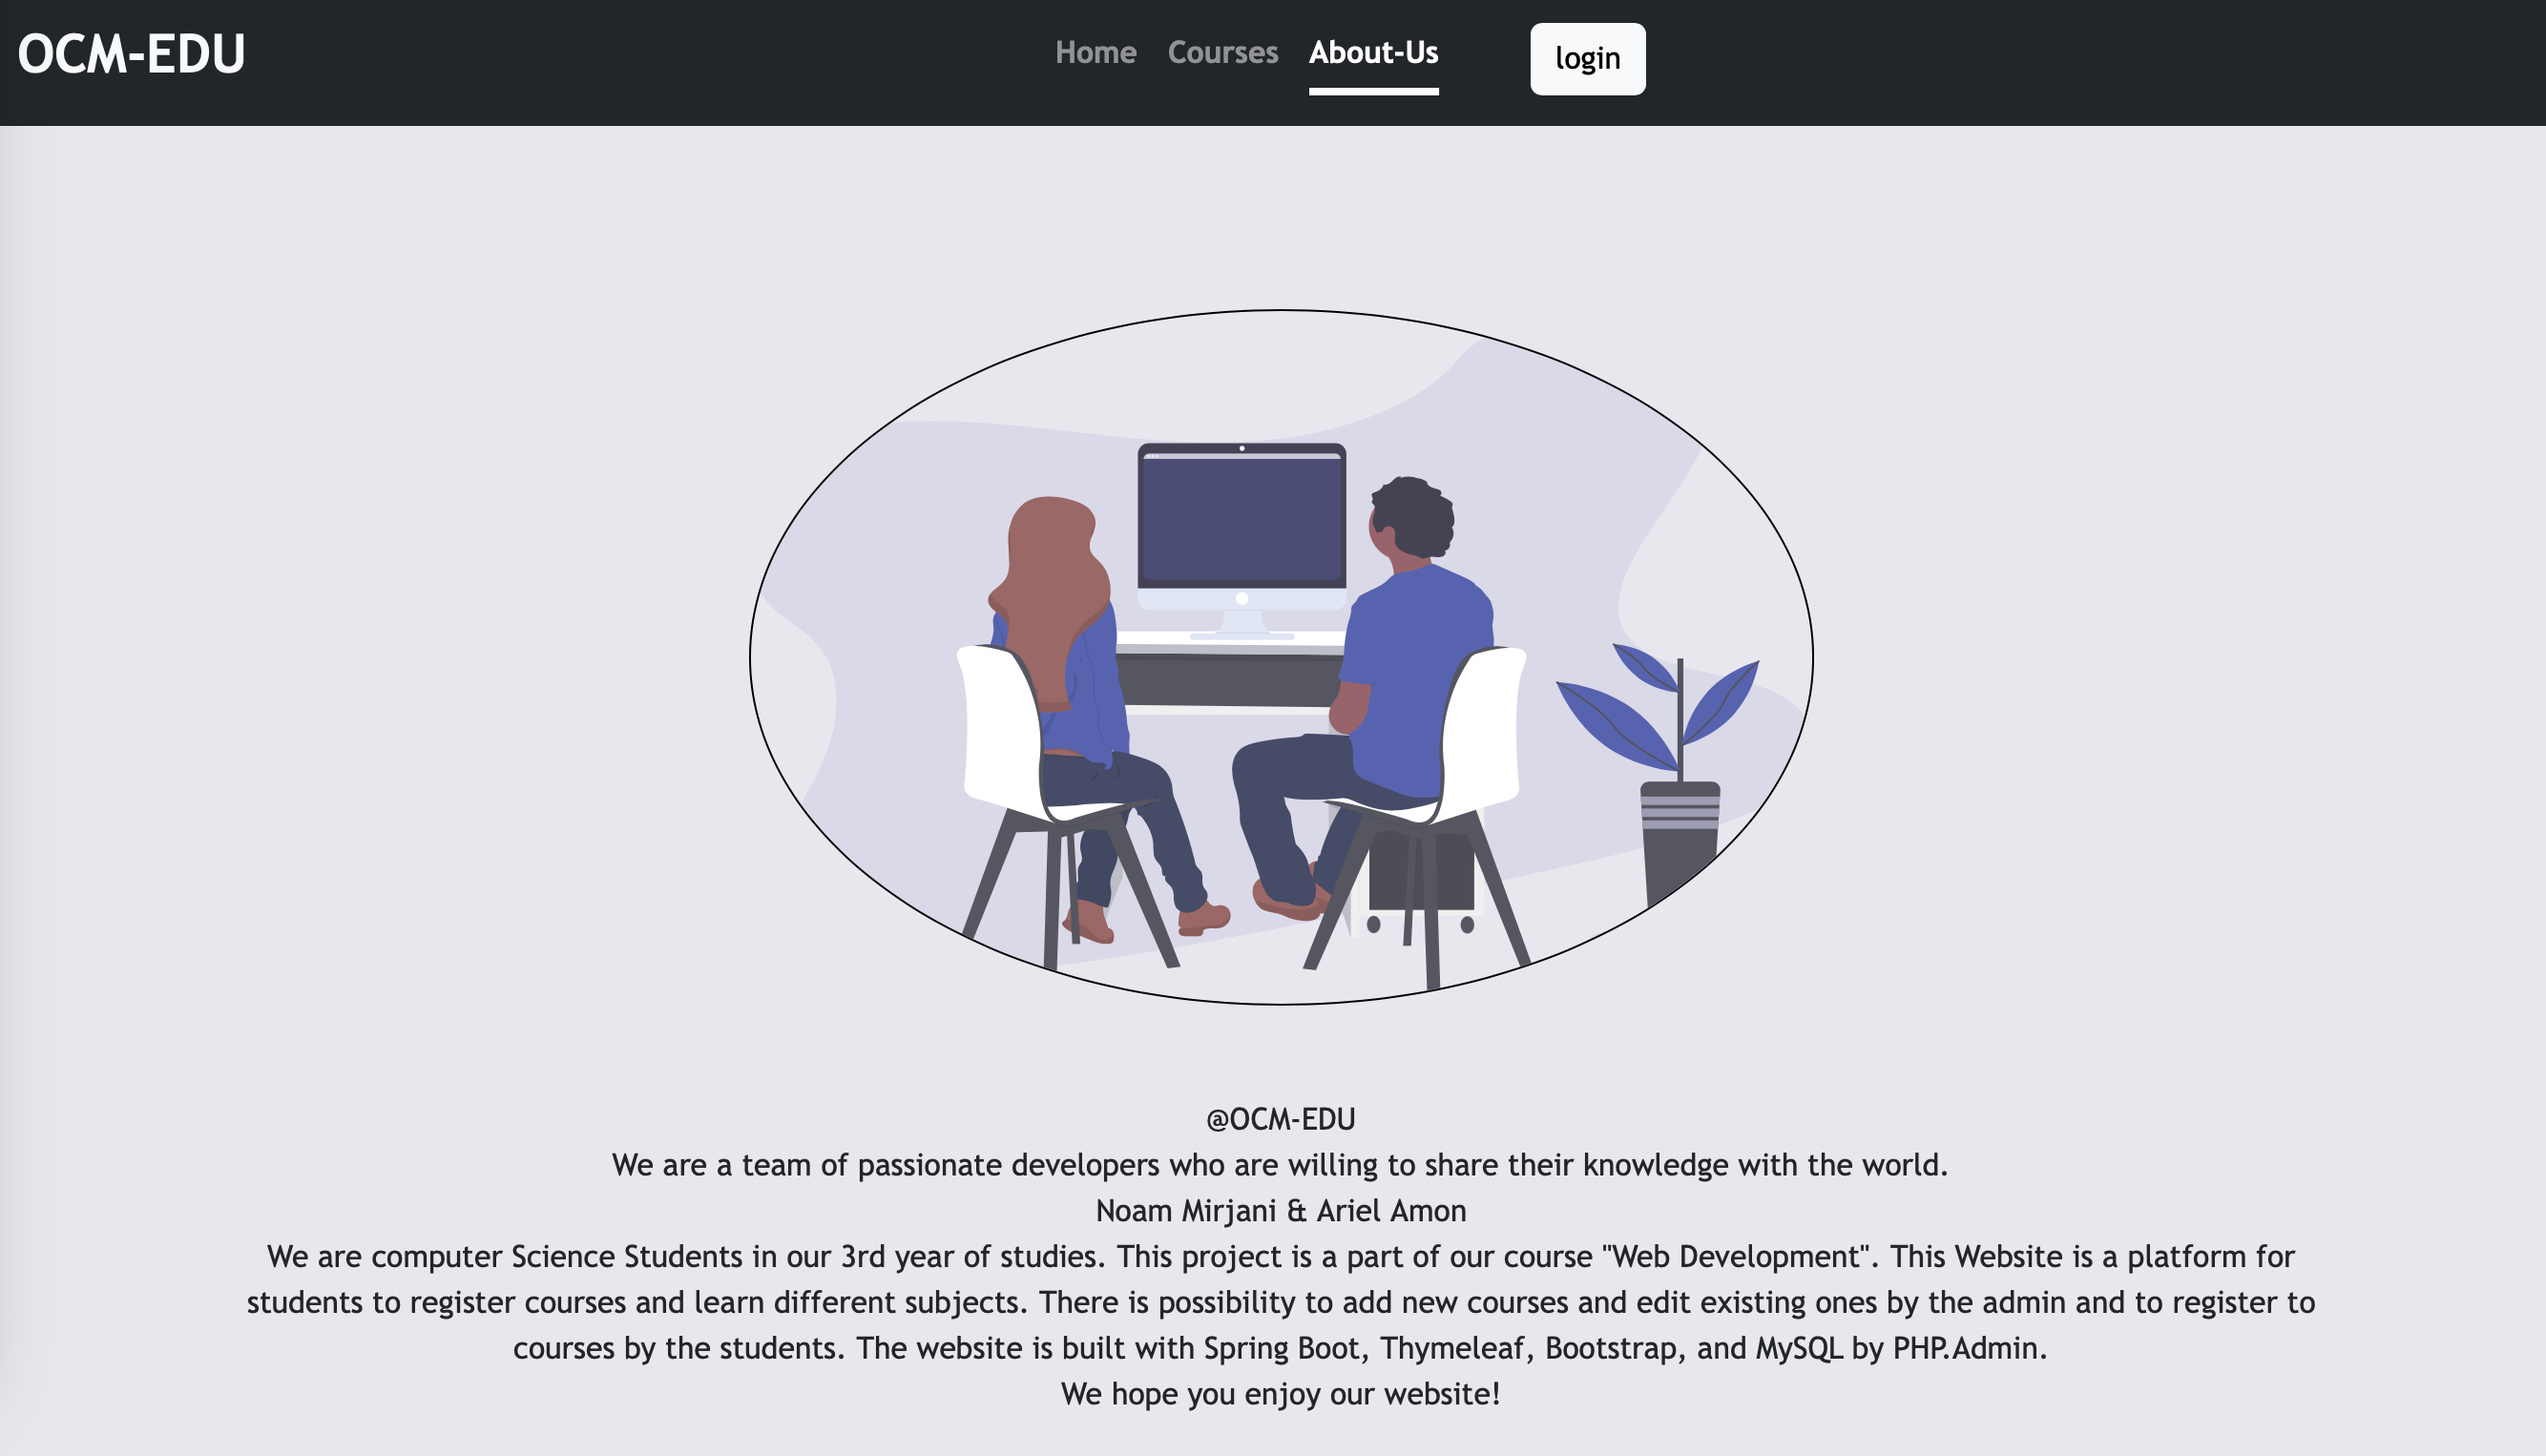 OCM-EDU
Home
Courses
About-Us
login
@OCM-EDU
We are a team of passionate developers who are willing to share their knowledge with the world.
Noam Mirjani & Ariel Amon
We are computer Science Students in our 3rd year of studies. This project is a part of our course "Web Development". This Website is a platform for
students to register courses and learn different subjects. There is possibility to add new courses and edit existing ones by the admin and to register to
courses by the students. The website is built with Spring Boot, Thymeleaf, Bootstrap, and MySQL by PHP.Admin.
We hope you enjoy our website!